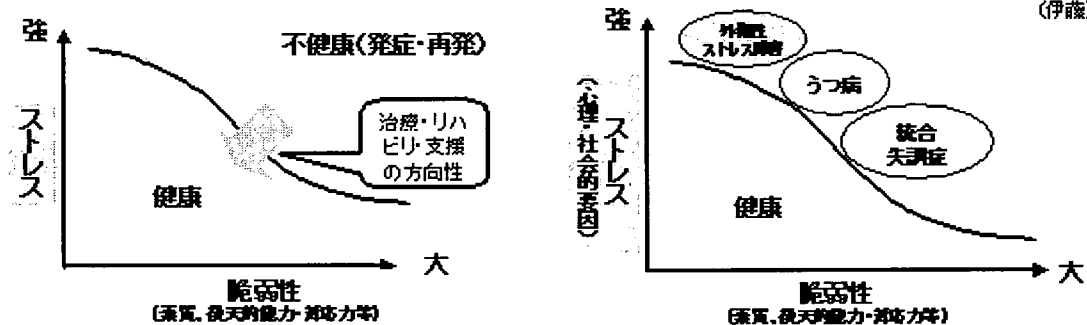 強
ストレス
不健康(発症・再発)
治療・リハ
ビリ・支援
の方向性
健康
大
脆弱性
(素質、後天的能力・対応力等)
(伊藤
強
ストレス
(心理・社会的要因)
外傷性
ストレス障害
うつ病
統合
失調症
健康
大
脆弱性
(素質、後天的能力・対応力等)